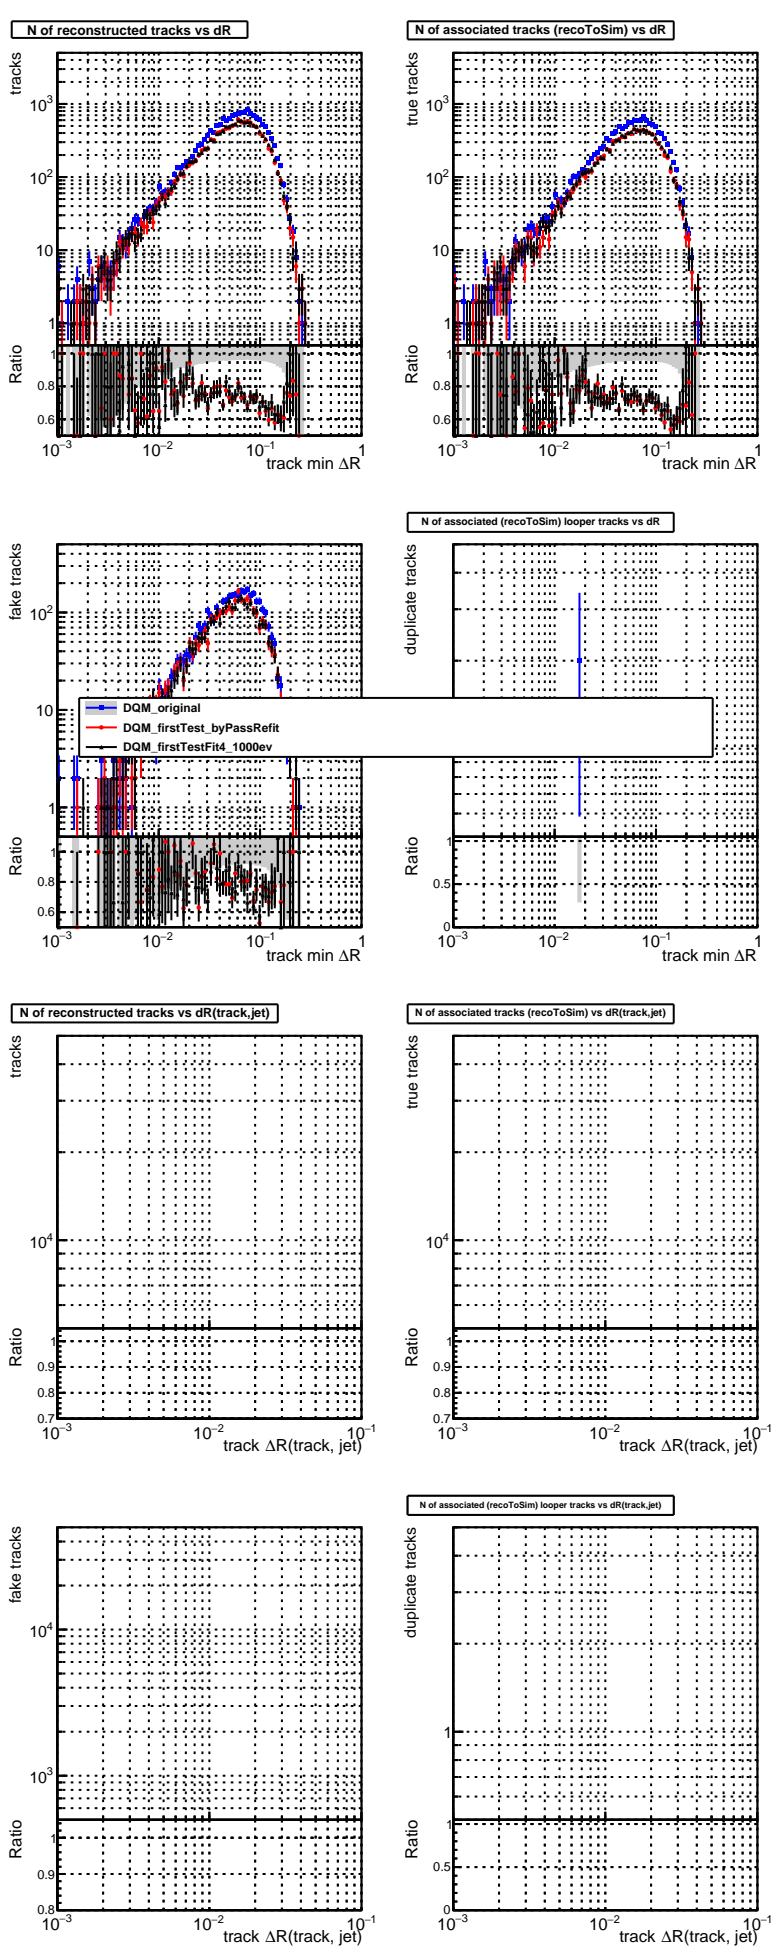 N of reconstructed tracks vs dR
tracks
10³
10²
10
1
Ratio
1
0.8
0.6
10⁻³
10⁻²
10⁻¹
1
track min ΔR
N of associated tracks (recoToSim) vs dR
true tracks
10³
10²
10
1
Ratio
1
0.8
0.6
10⁻³
10⁻²
10⁻¹
1
track min ΔR
fake tracks
10²
10
1
Ratio
1
0.8
0.6
10⁻³
10⁻²
10⁻¹
1
track min ΔR
N of associated (recoToSim) looper tracks vs dR
duplicate tracks
Ratio
1
0.5
0
10⁻³
10⁻²
10⁻¹
1
track min ΔR
DQM_original
DQM_firstTest_byPassRefit
DQM_firstTestFit4_1000ev
N of reconstructed tracks vs dR(track,jet)
tracks
10⁴
Ratio
1
0.9
0.8
0.7
10⁻³
10⁻²
10⁻¹
track ΔR(track, jet)
N of associated tracks (recoToSim) vs dR(track,jet)
true tracks
10⁴
Ratio
1
0.9
0.8
0.7
10⁻³
10⁻²
10⁻¹
track ΔR(track, jet)
fake tracks
10⁴
10³
Ratio
1
0.9
0.8
10⁻³
10⁻²
10⁻¹
track ΔR(track, jet)
N of associated (recoToSim) looper tracks vs dR(track,jet)
duplicate tracks
1
Ratio
1
0.5
0
10⁻³
10⁻²
10⁻¹
track ΔR(track, jet)